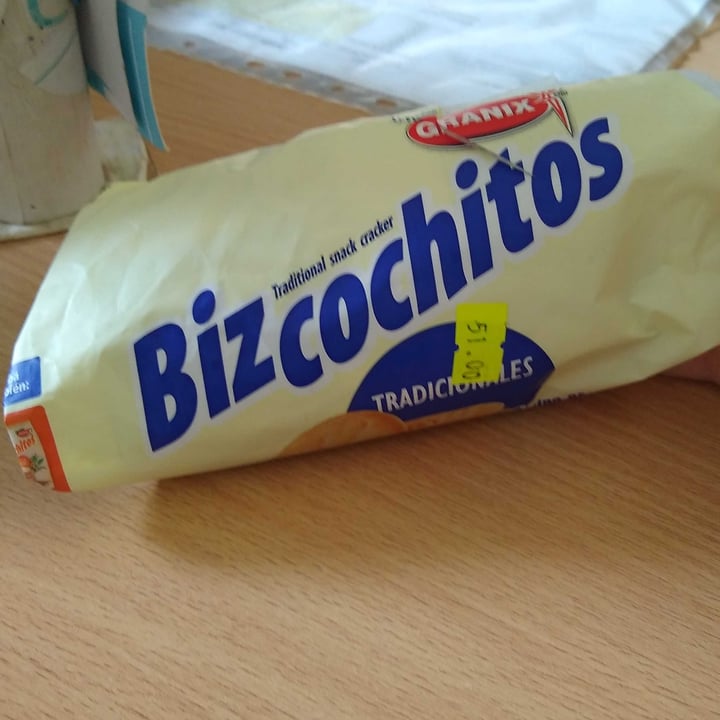 GRANIX
Traditional snack cracker
Bizcochitos
51.00
TRADICIONALES